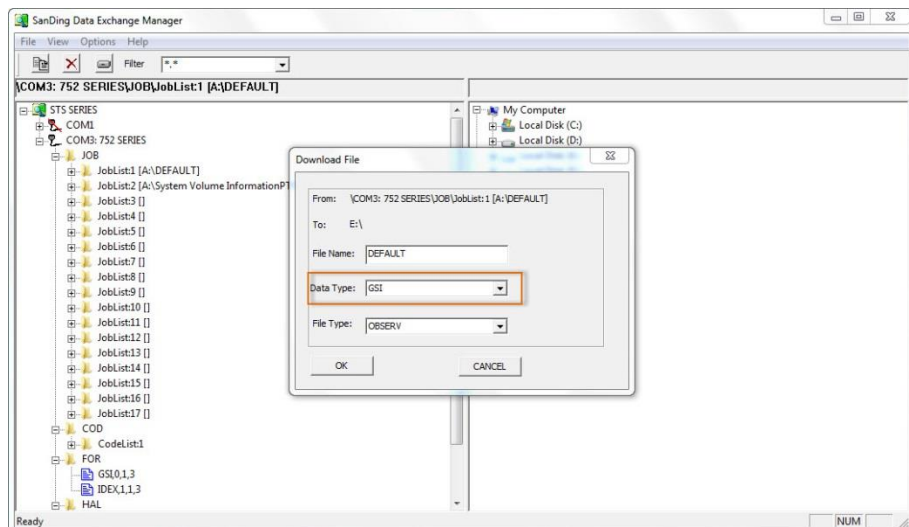 SanDing Data Exchange Manager
File View Options Help
Filter *.*
\COM3: 752 SERIES\JOB\JobList:1 [A:\DEFAULT]
STS SERIES
COM1
COM3: 752 SERIES
JOB
JobList:1 [A:\DEFAULT]
JobList:2 [A:\System Volume InformationPT
JobList:3 []
JobList:4 []
JobList:5 []
JobList:6 []
JobList:7 []
JobList:8 []
JobList:9 []
JobList:10 []
JobList:11 []
JobList:12 []
JobList:13 []
JobList:14 []
JobList:15 []
JobList:16 []
JobList:17 []
COD
CodeList:1
FOR
GSI,0,1,3
IDEX,1,1,3
HAL
My Computer
Local Disk (C:)
Local Disk (D:)
Download File
From: \COM3: 752 SERIES\JOB\JobList:1 [A:\DEFAULT]
To: E:\
File Name: DEFAULT
Data Type: GSI
File Type: OBSERV
OK CANCEL
Ready NUM